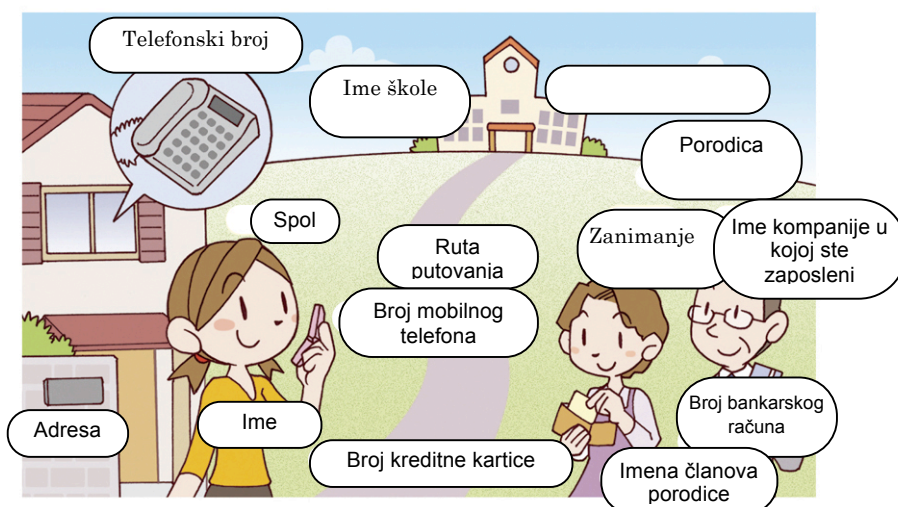 Telefonski broj
Ime škole
Porodica
Spol
Zanimanje
Ime kompanije u
kojoj ste
zaposleni
Ruta
putovanja
Broj mobilnog
telefona
Adresa
Ime
Broj bankarskog
računa
Broj kreditne kartice
Imena članova
porodice